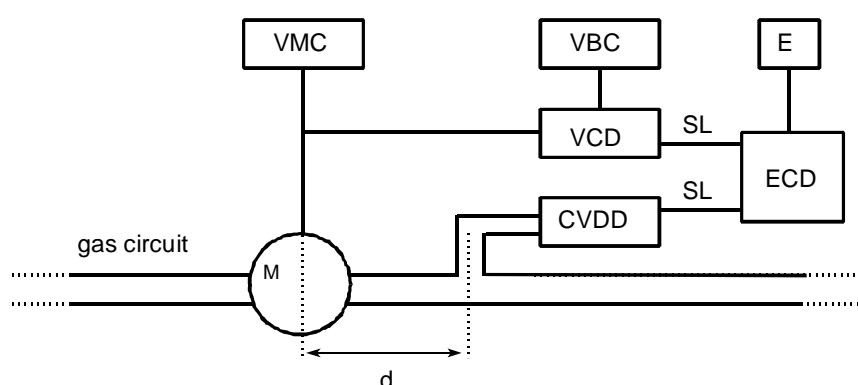 VMC
VBC
E
VCD
SL
ECD
SL
CVDD
gas circuit
M
d